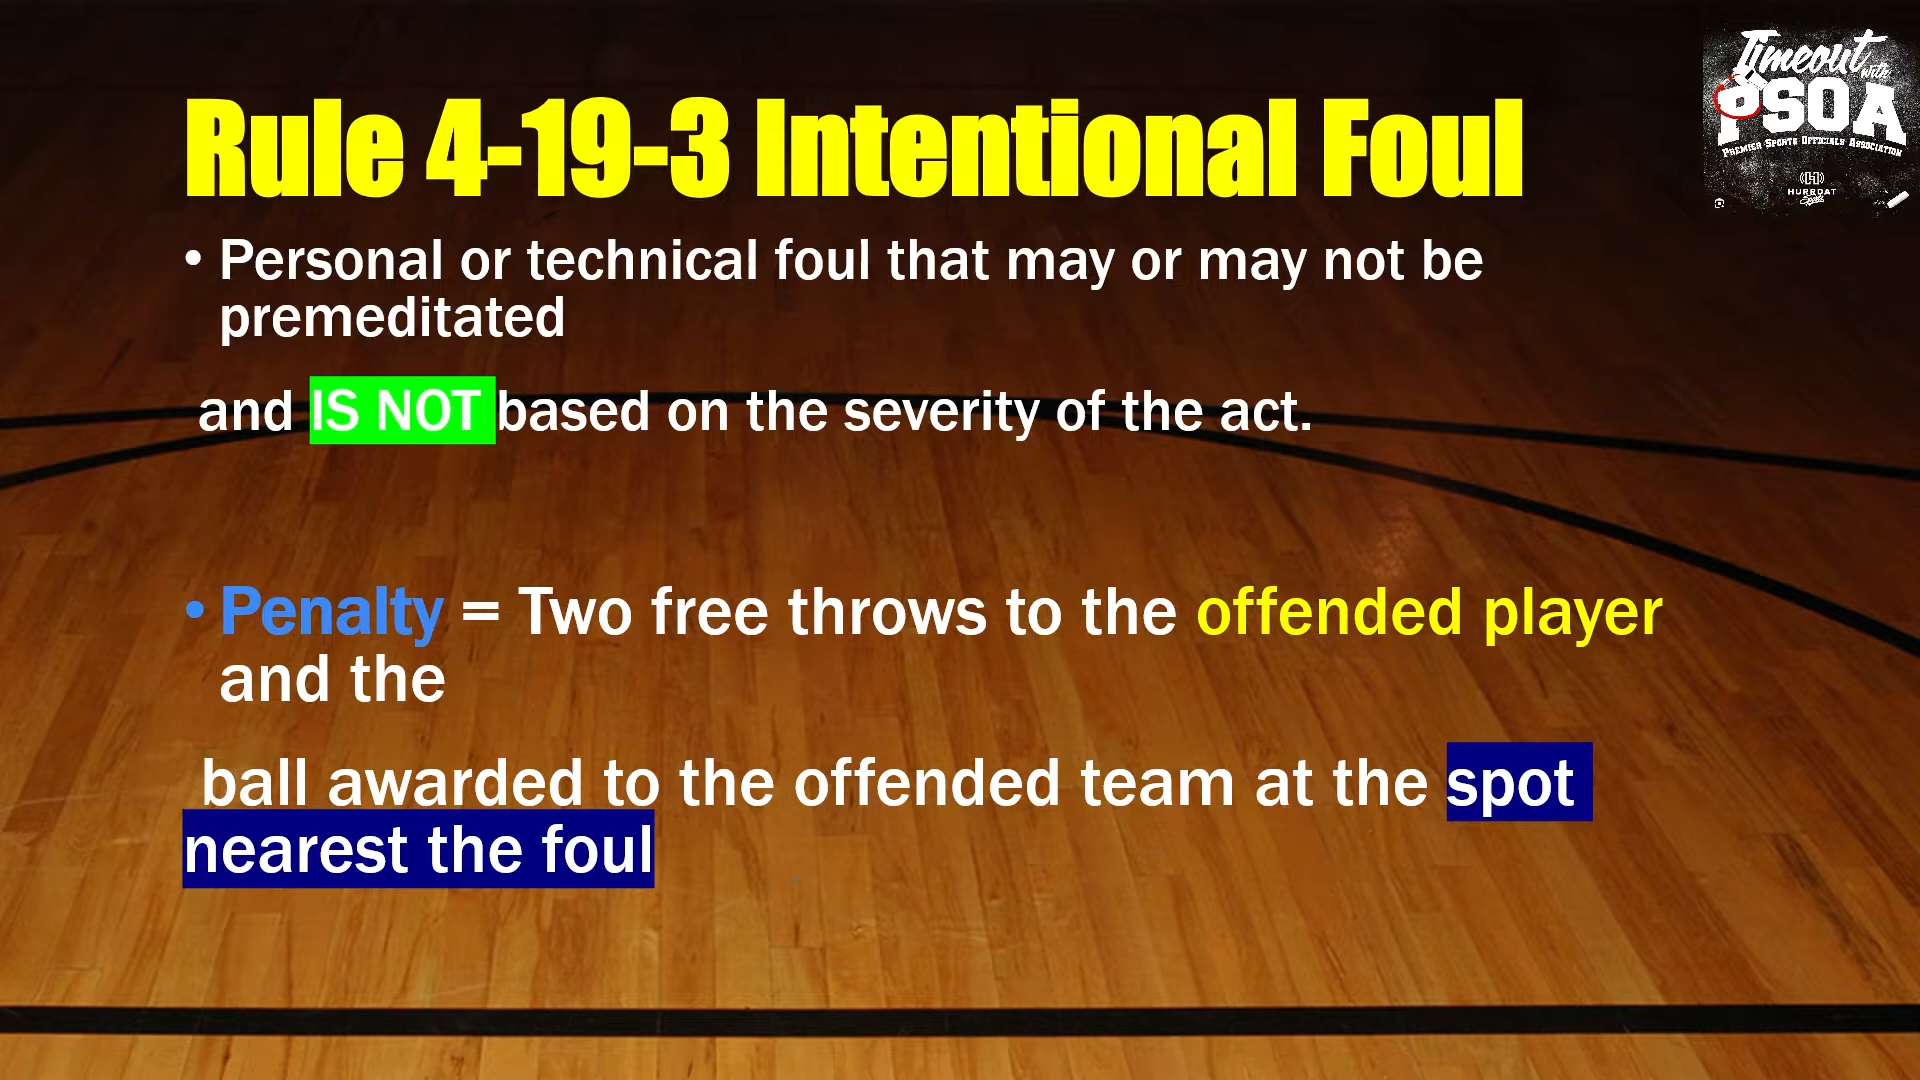 Timeout
with
PSOA
PREMIER SPORTS OFFICIALS ASSOCIATION
HURRDAT
Sports
Rule 4-19-3 Intentional Foul
• Personal or technical foul that may or may not be
premeditated
and IS NOT based on the severity of the act.
• Penalty = Two free throws to the offended player
and the
ball awarded to the offended team at the spot
nearest the foul